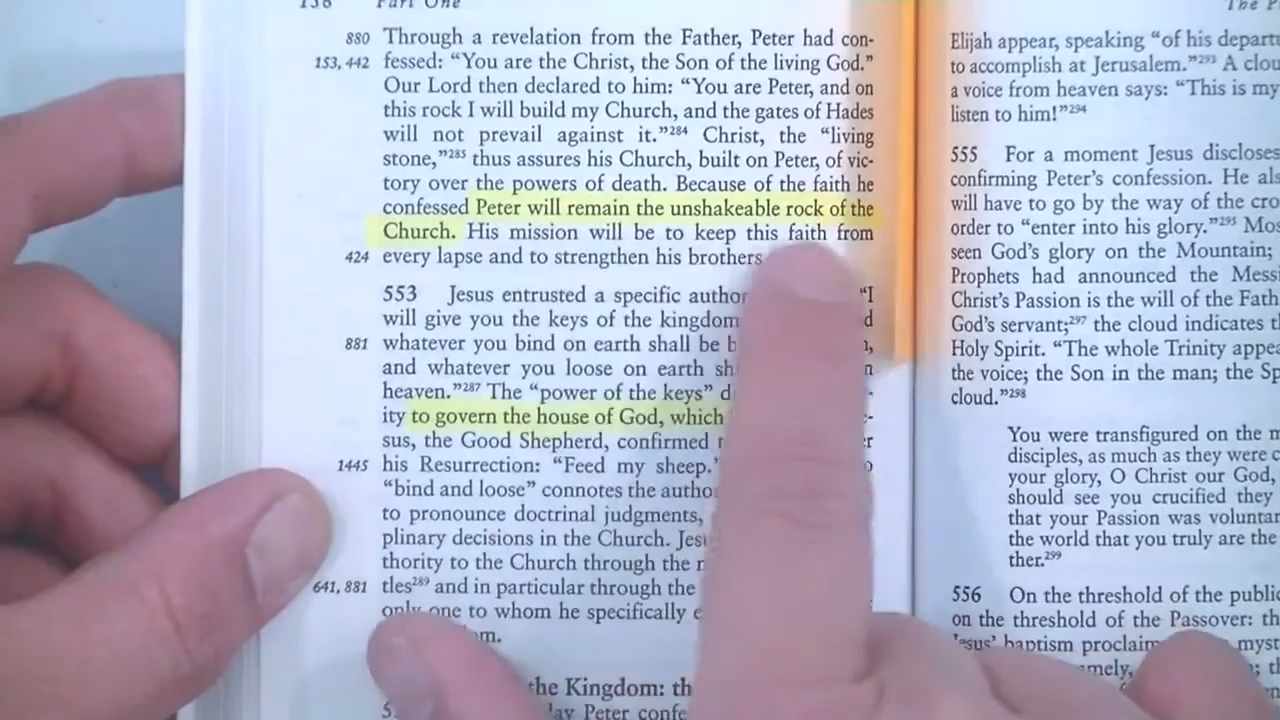 136 Part One
880 Through a revelation from the Father, Peter had con-
153, 442 fessed: “You are the Christ, the Son of the living God.”
Our Lord then declared to him: “You are Peter, and on
this rock I will build my Church, and the gates of Hades
will not prevail against it.”284 Christ, the “living
stone,”285 thus assures his Church, built on Peter, of vic-
tory over the powers of death. Because of the faith he
confessed Peter will remain the unshakeable rock of the
Church. His mission will be to keep this faith from
424 every lapse and to strengthen his brothers
553 Jesus entrusted a specific “I
will give you the keys of the kingdom
881 whatever you bind on earth shall be
and whatever you loose on earth
heaven.”287 The “power of the keys”
ity to govern the house of God, which
sus, the Good Shepherd, confirmed
1445 his Resurrection: “Feed my sheep.
“bind and loose” connotes the
to pronounce doctrinal judgments,
plinary decisions in the Church.
thority to the Church through the
641, 881 tles289 and in particular through the
only one to whom he specifically
the Kingdom:
Peter
The
Elijah appear, speaking “of his
to accomplish at Jerusalem.”293 A
a voice from heaven says: “This is my
listen to him!”294
555 For a moment Jesus discloses
confirming Peter’s confession. He
will have to go by the way of the
order to “enter into his glory.”295
seen God’s glory on the Mountain;
Prophets had announced the
Christ’s Passion is the will of the
God’s servant;297 the cloud indicates
Holy Spirit. “The whole Trinity
the voice; the Son in the man; the
cloud.”298
You were transfigured on the
disciples, as much as they were
your glory, O Christ our God,
should see you crucified they
that your Passion was
the world that you truly are the
ther.299
556 On the threshold of the
on the threshold of the Passover:
Jesus’ baptism